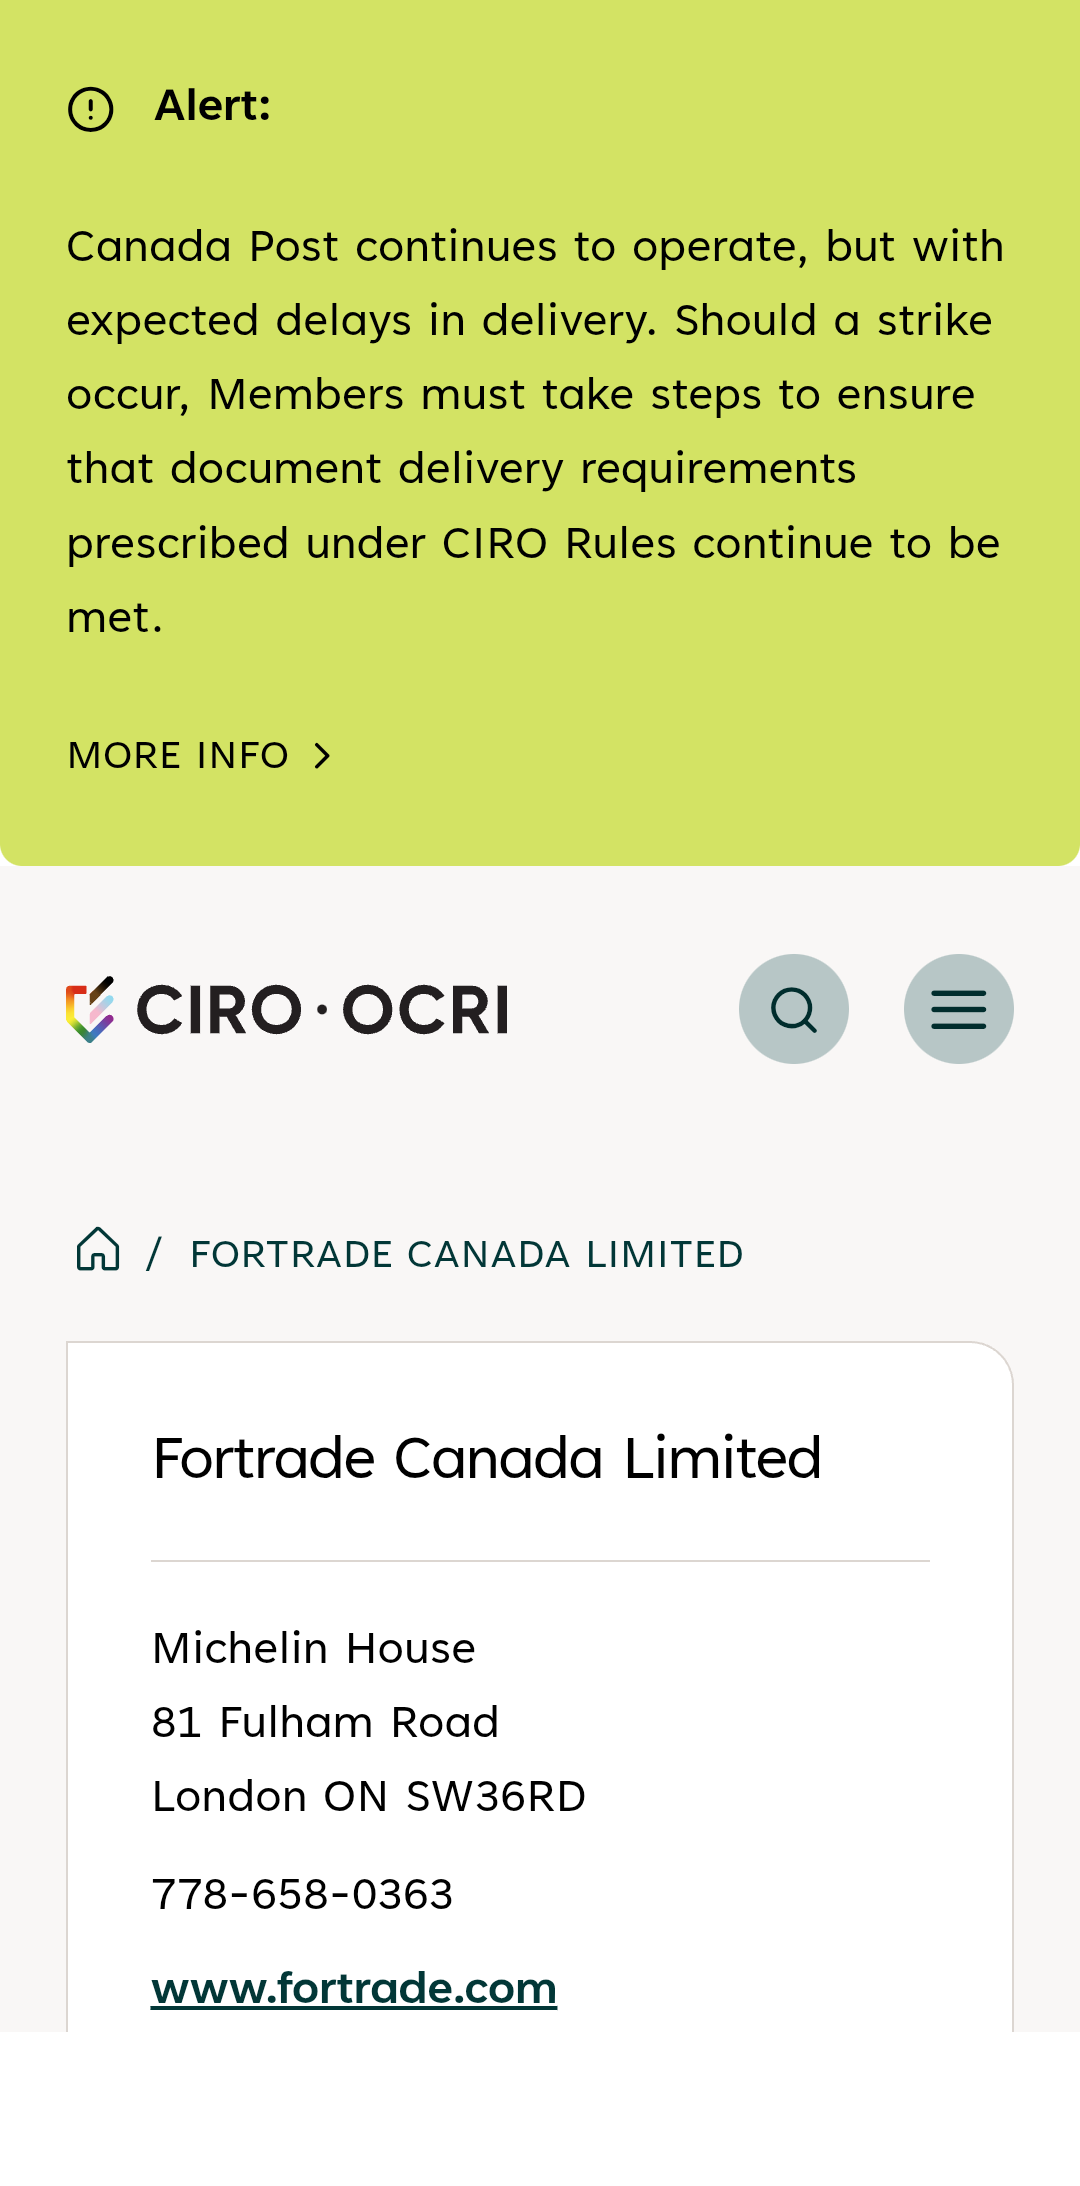 Alert:
Canada Post continues to operate, but with
expected delays in delivery. Should a strike
occur, Members must take steps to ensure
that document delivery requirements
prescribed under CIRO Rules continue to be
met.
MORE INFO
CIRO · OCRI
/ FORTRADE CANADA LIMITED
Fortrade Canada Limited
Michelin House
81 Fulham Road
London ON SW36RD
778-658-0363
www.fortrade.com